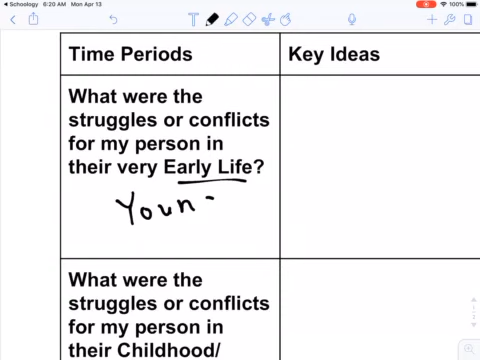 Schoology 6:20 AM Mon Apr 13 100%
Time Periods
Key Ideas
What were the
struggles or conflicts
for my person in
their very Early Life?
Youn
What were the
struggles or conflicts
for my person in
their Childhood/